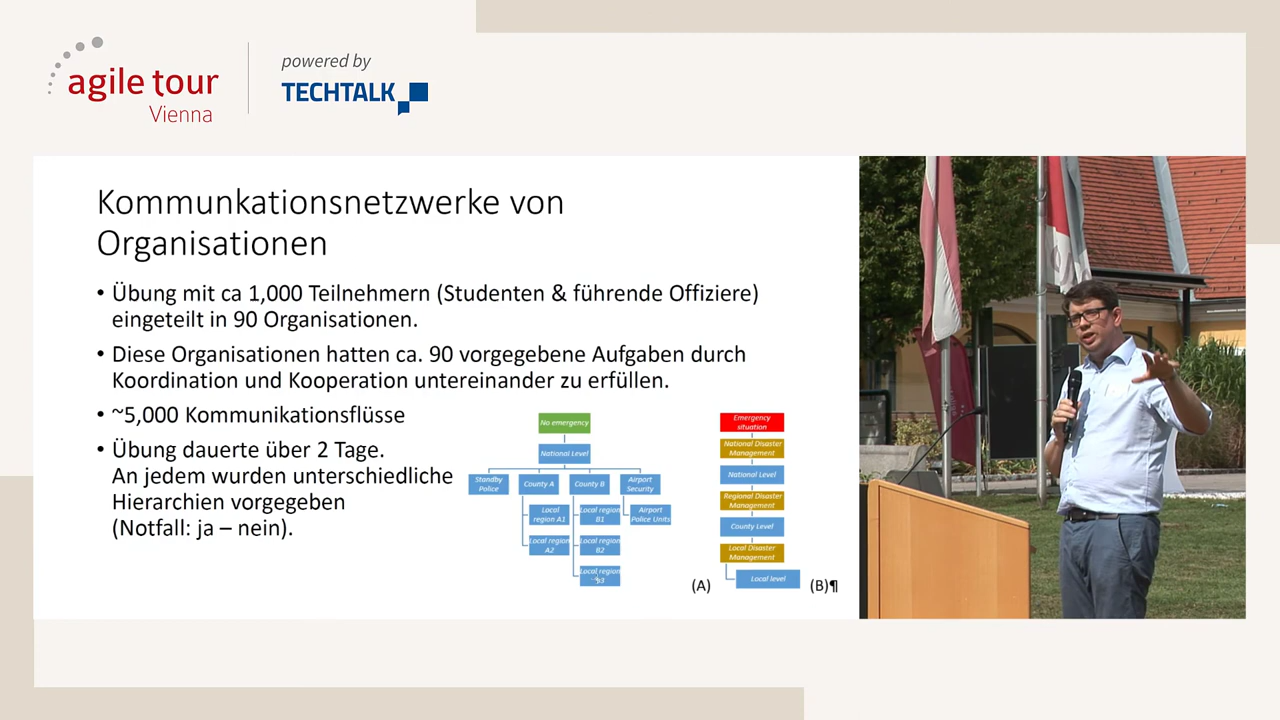 agile tour
Vienna
powered by
TECHTALK
Kommunkationsnetzwerke von
Organisationen
• Übung mit ca 1,000 Teilnehmern (Studenten & führende Offiziere)
eingeteilt in 90 Organisationen.
• Diese Organisationen hatten ca. 90 vorgegebene Aufgaben durch
Koordination und Kooperation untereinander zu erfüllen.
• ~5,000 Kommunikationsflüsse
• Übung dauerte über 2 Tage.
An jedem wurden unterschiedliche
Hierarchien vorgegeben
(Notfall: ja – nein).
No emergency
National Level
Standby
Police
County A
County B
Airport
Security
Local
region A1
Local region
B1
Airport
Police Units
Local region
A2
Local region
B2
Local region
b3
(A)
Emergency
situation
National Disaster
Management
National Level
Regional Disaster
Management
County Level
Local Disaster
Management
Local level
(B)¶